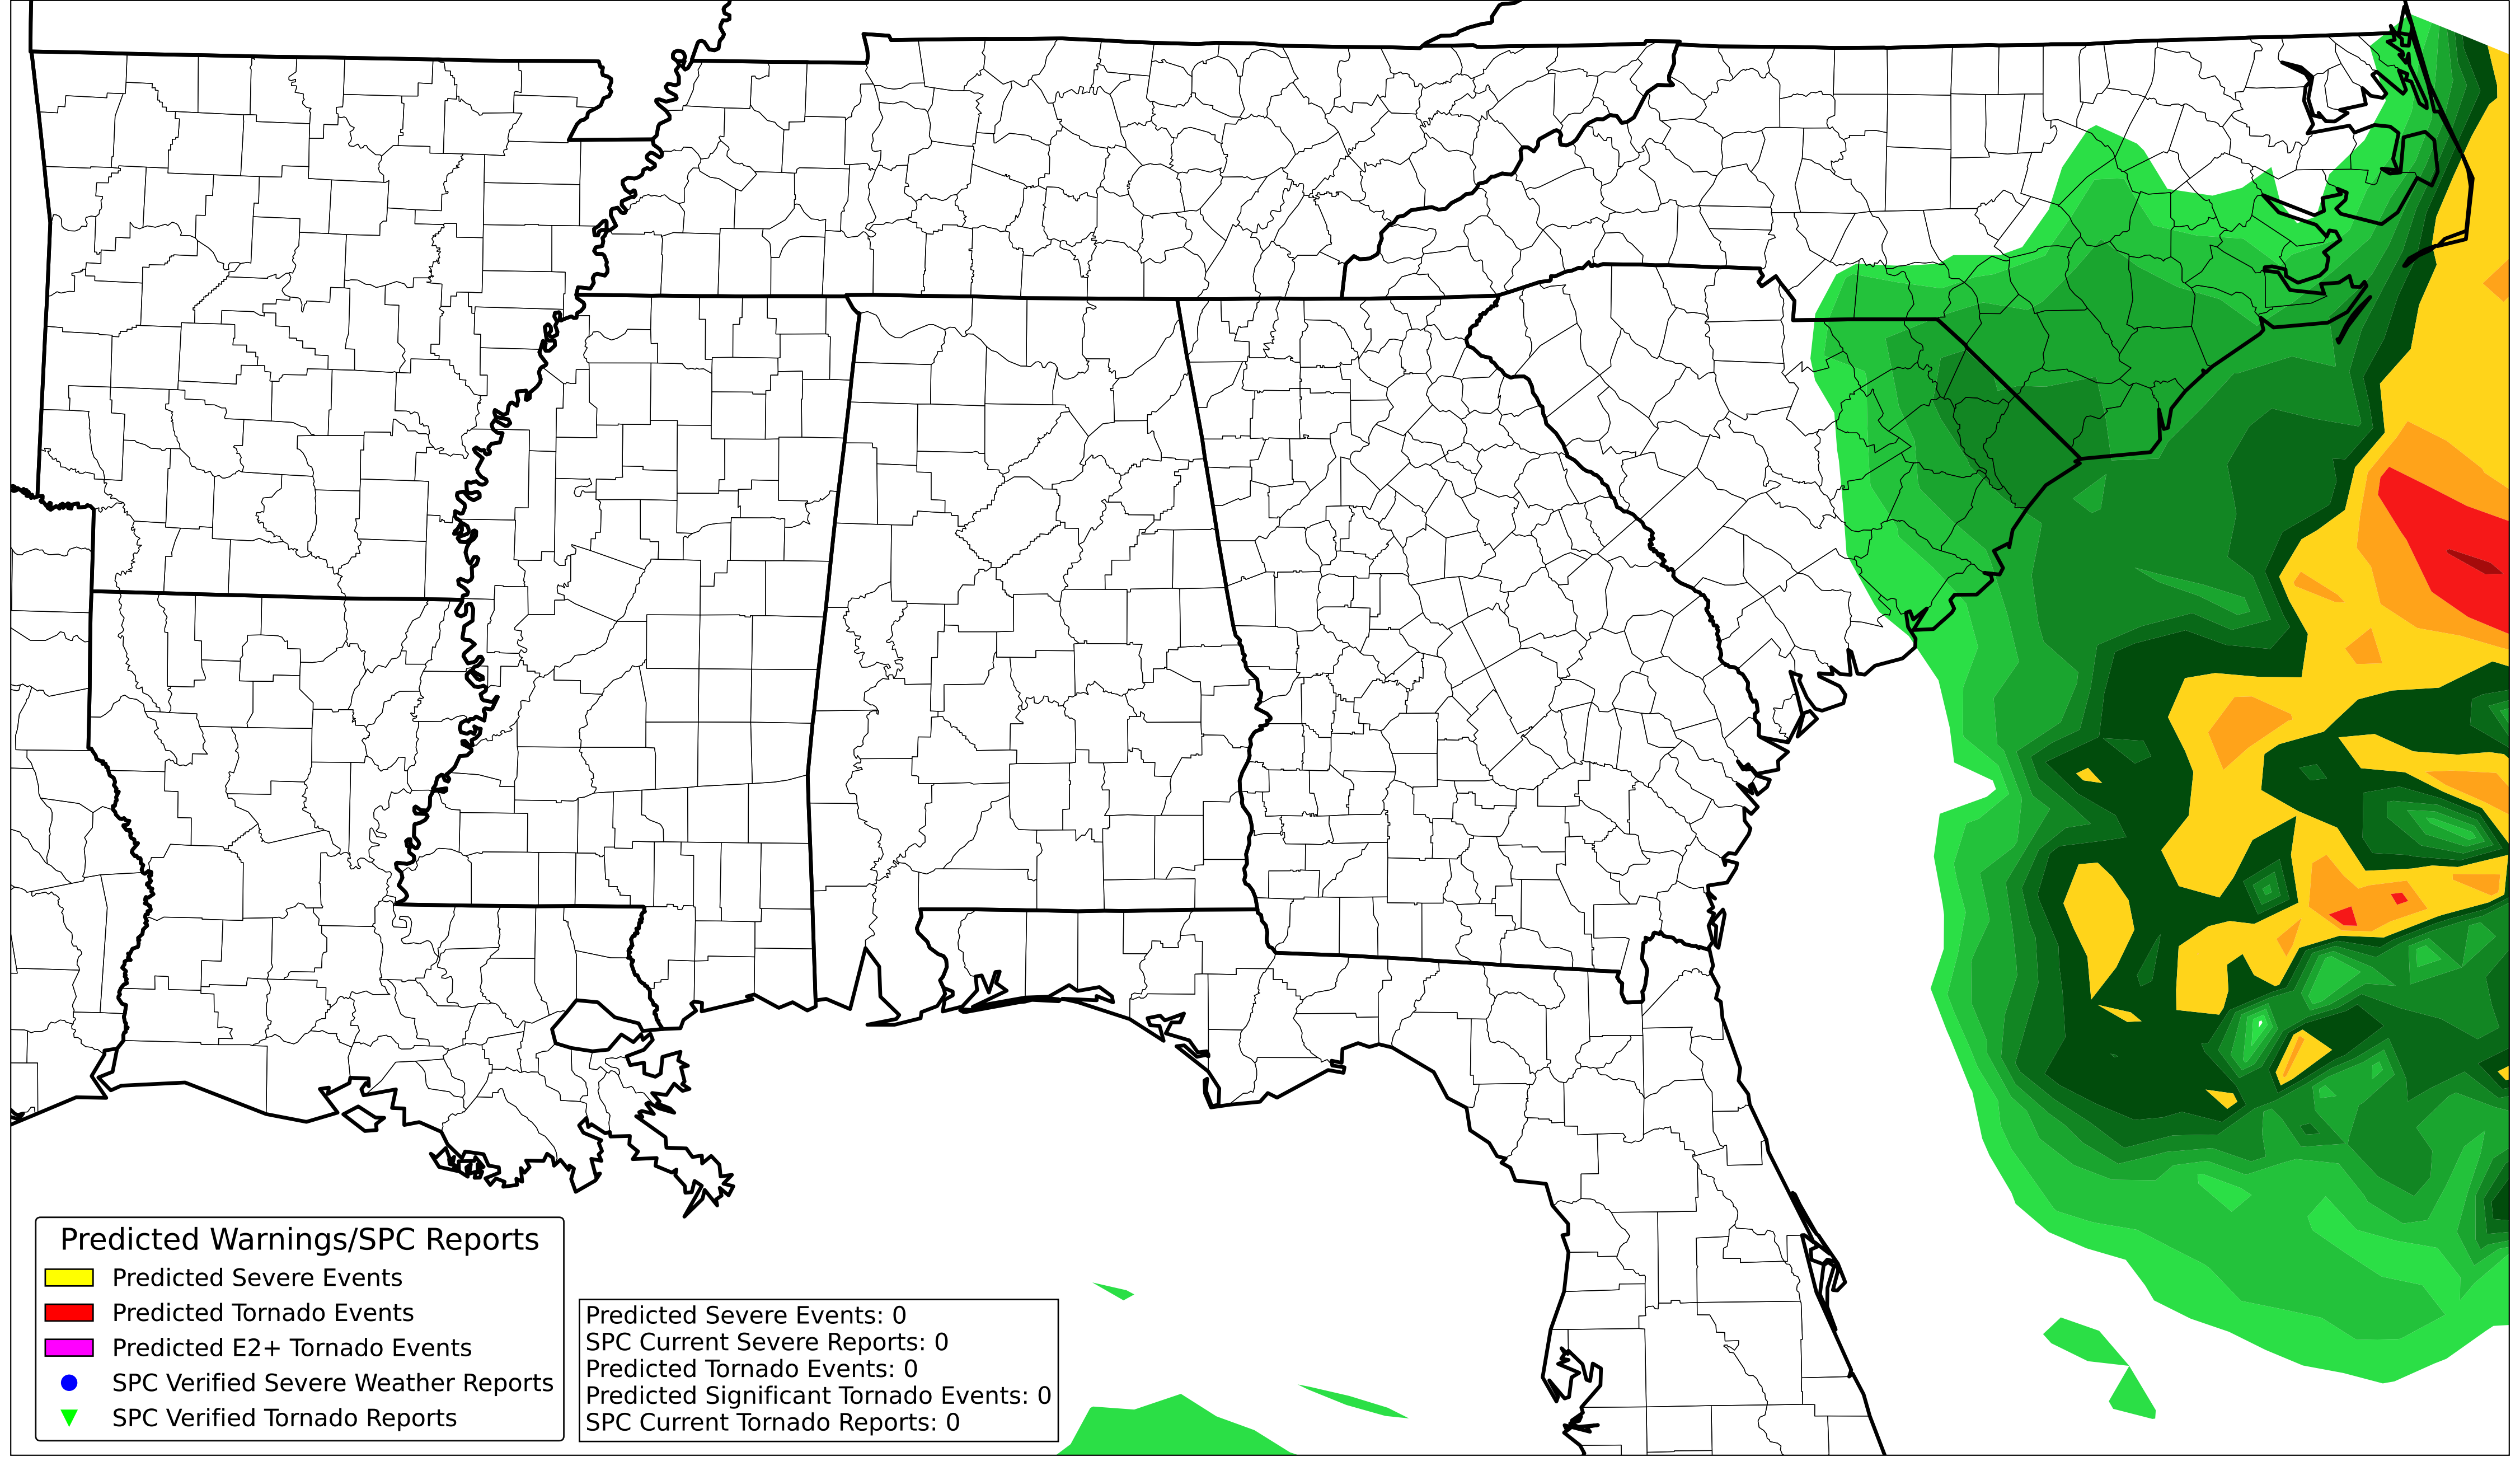 Predicted Warnings/SPC Reports
Predicted Severe Events
Predicted Tornado Events
Predicted E2+ Tornado Events
SPC Verified Severe Weather Reports
SPC Verified Tornado Reports
Predicted Severe Events: 0
SPC Current Severe Reports: 0
Predicted Tornado Events: 0
Predicted Significant Tornado Events: 0
SPC Current Tornado Reports: 0